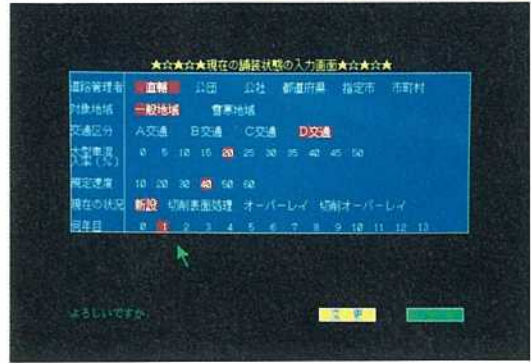 ★☆★☆★現在の舗装状態の入力画面★☆★☆★
道路管理者 直轄 公団 公社 都道府県 指定市 市町村
対象地域 一般地域 雪寒地域
交通区分 A交通 B交通 C交通 D交通
大型車混入率(%) 0 5 10 15 20 25 30 35 40 45 50
規定速度 10 20 30 40 50 60
現在の状況 新設 切削表面処理 オーバーレイ 切削オーバーレイ
何年目 0 1 2 3 4 5 6 7 8 9 10 11 12 13
よろしいですか 変更